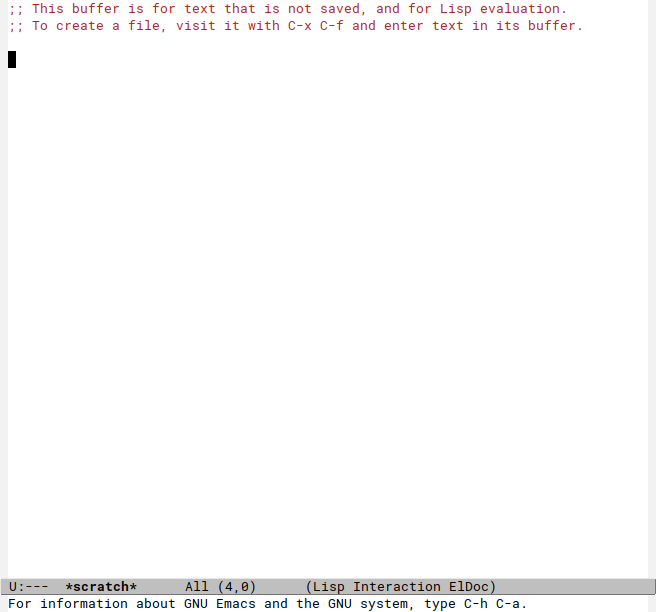 ;; This buffer is for text that is not saved, and for Lisp evaluation.
;; To create a file, visit it with C-x C-f and enter text in its buffer.
U:---  *scratch*      All (4,0)      (Lisp Interaction ElDoc)
For information about GNU Emacs and the GNU system, type C-h C-a.